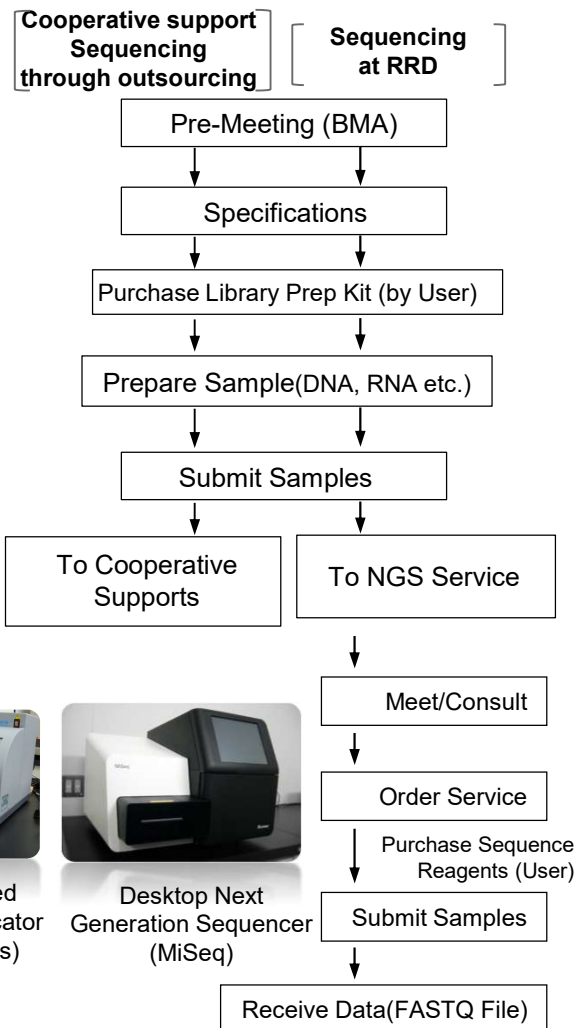 Cooperative support
Sequencing
through outsourcing
Sequencing
at RRD
Pre-Meeting (BMA)
Specifications
Purchase Library Prep Kit (by User)
Prepare Sample(DNA, RNA etc.)
Submit Samples
To Cooperative
Supports
To NGS Service
Meet/Consult
Order Service
Purchase Sequence
Reagents (User)
Submit Samples
Desktop Next
Generation Sequencer
(MiSeq)
Receive Data(FASTQ File)